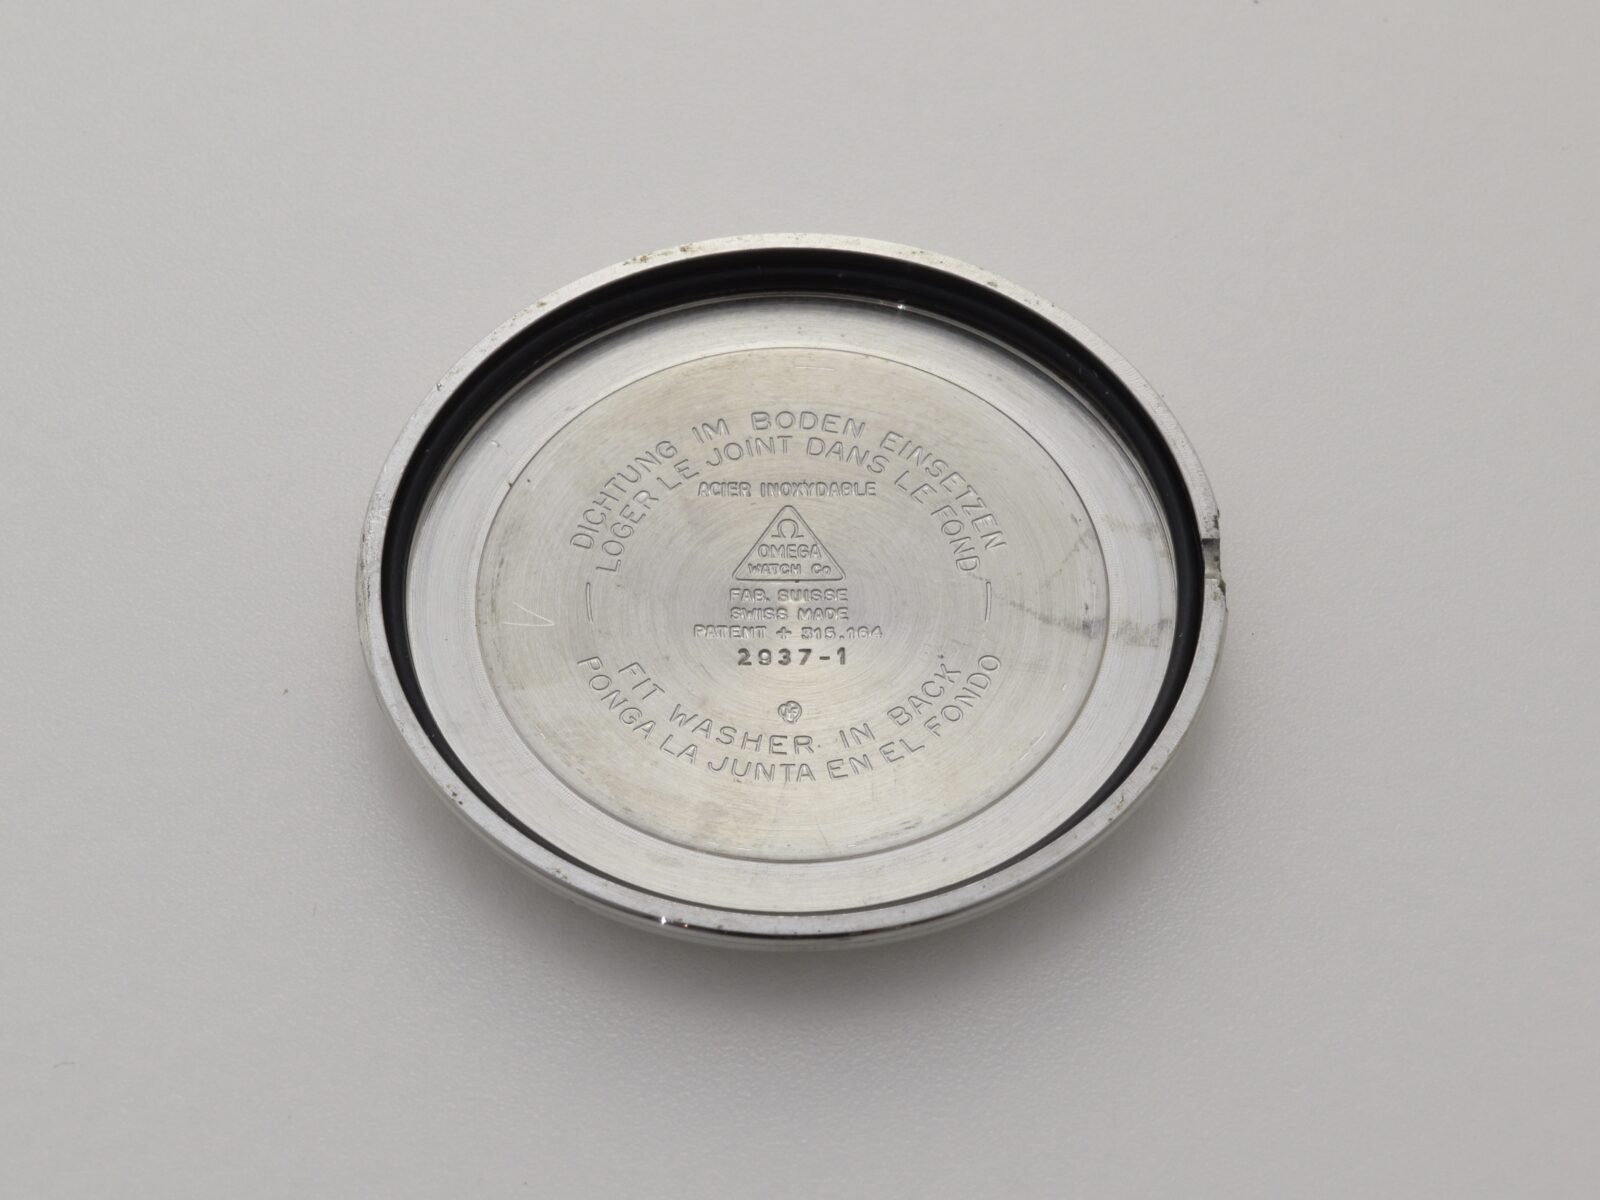 DICHTUNG IM BODEN EINSETZEN
LOGER LE JOINT DANS LE FOND
ACIER INOXYDABLE
Ω
OMEGA
WATCH Co
FAB. SUISSE
SWISS MADE
PATENT + 315.164
2937-1
FIT WASHER IN BACK
PONGA LA JUNTA EN EL FONDO